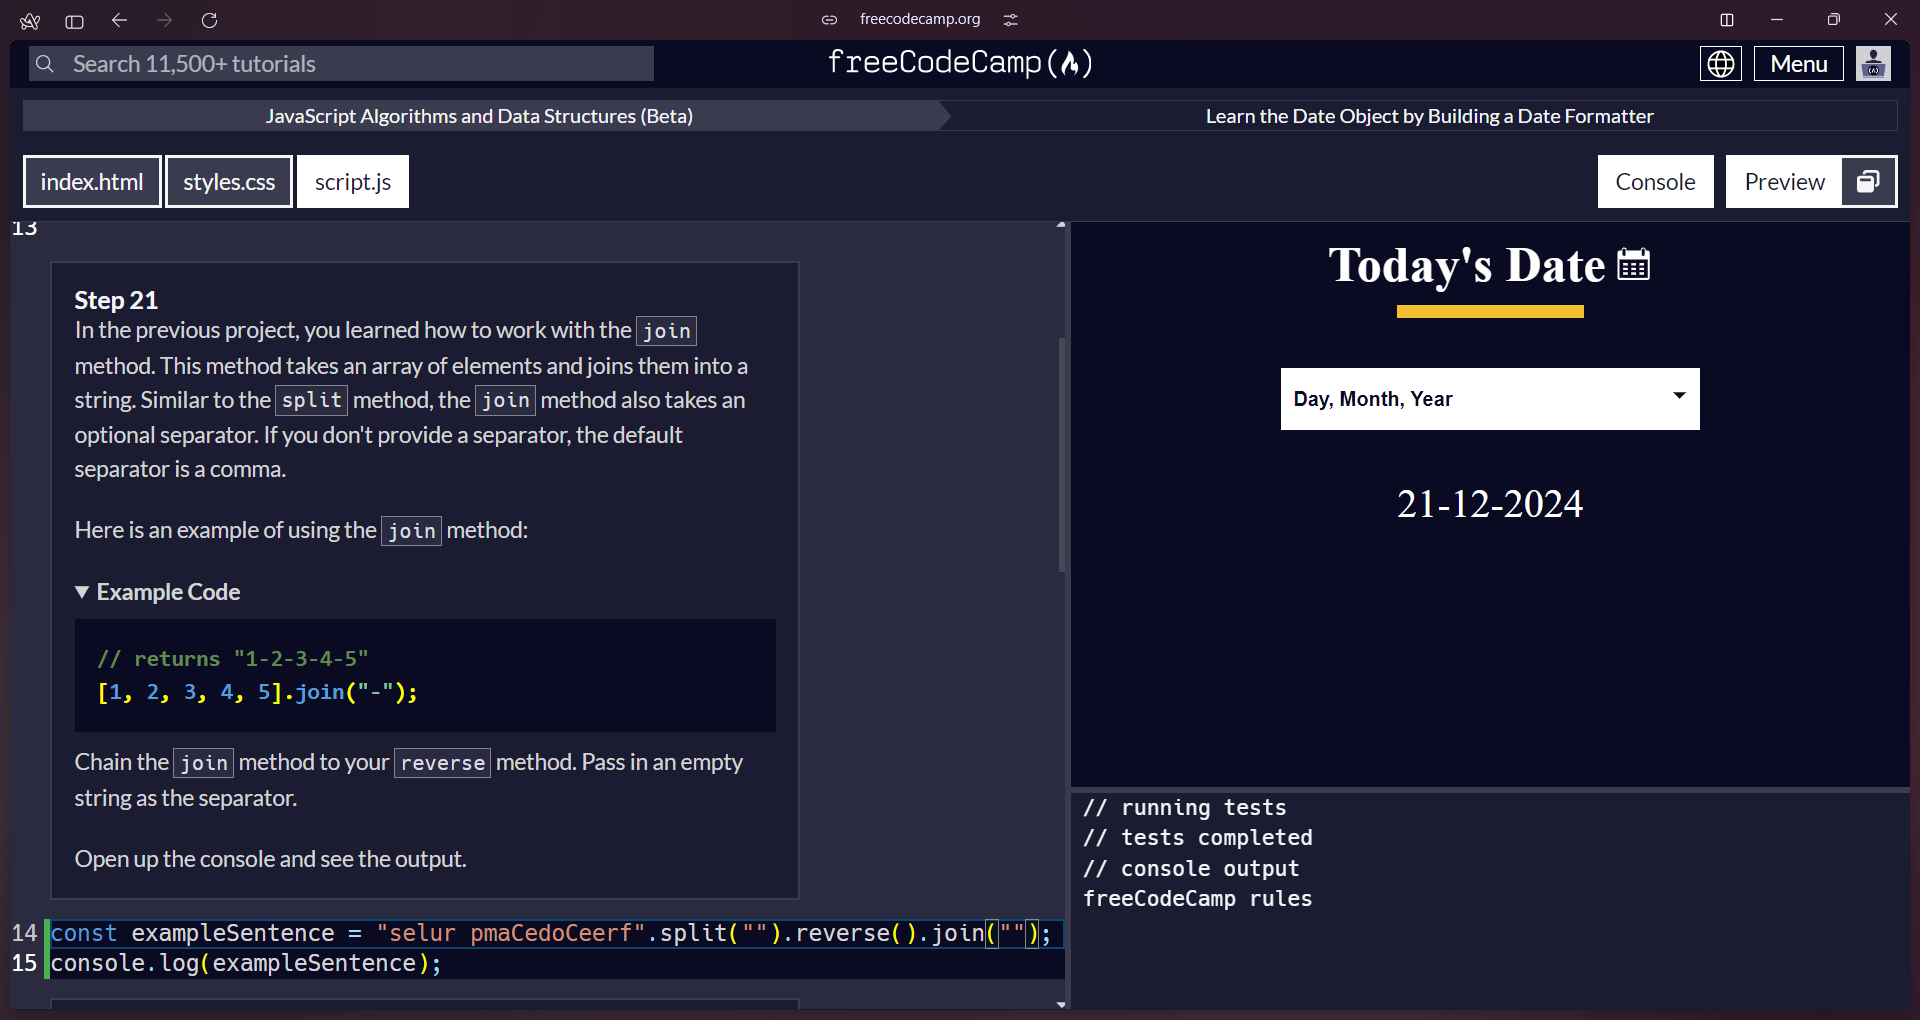 freecodecamp.org
Search 11,500+ tutorials
freeCodeCamp(🔥)
Menu
JavaScript Algorithms and Data Structures (Beta)
Learn the Date Object by Building a Date Formatter
index.html
styles.css
script.js
Console
Preview
13
Step 21
In the previous project, you learned how to work with the join
method. This method takes an array of elements and joins them into a
string. Similar to the split method, the join method also takes an
optional separator. If you don't provide a separator, the default
separator is a comma.
Here is an example of using the join method:
▼ Example Code
// returns "1-2-3-4-5"
[1, 2, 3, 4, 5].join("-");
Chain the join method to your reverse method. Pass in an empty
string as the separator.
Open up the console and see the output.
14 const exampleSentence = "selur pmaCedoCeerf".split("").reverse().join("");
15 console.log(exampleSentence);
Today's Date
Day, Month, Year
21-12-2024
// running tests
// tests completed
// console output
freeCodeCamp rules